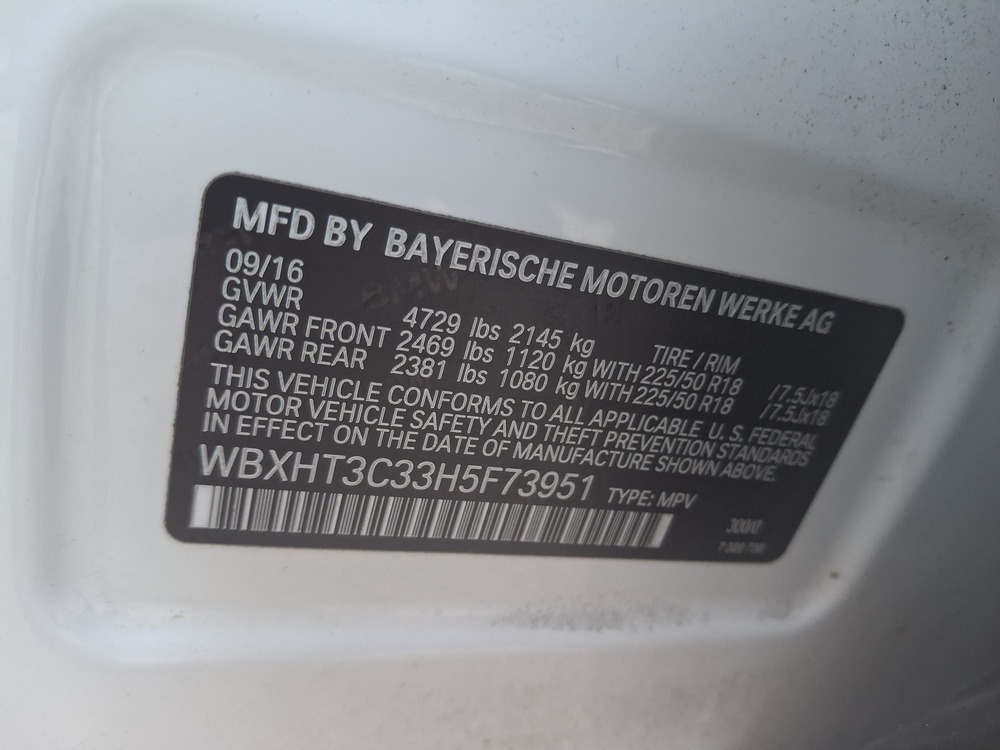 MFD BY BAYERISCHE MOTOREN WERKE AG
09/16
GVWR 4729 lbs 2145 kg TIRE / RIM
GAWR FRONT 2469 lbs 1120 kg WITH 225/50 R18 /7.5Jx18
GAWR REAR 2381 lbs 1080 kg WITH 225/50 R18 /7.5Jx18
THIS VEHICLE CONFORMS TO ALL APPLICABLE U.S. FEDERAL
MOTOR VEHICLE SAFETY AND THEFT PREVENTION STANDARDS
IN EFFECT ON THE DATE OF MANUFACTURE SHOWN ABOVE.
WBXHT3C33H5F73951 TYPE: MPV